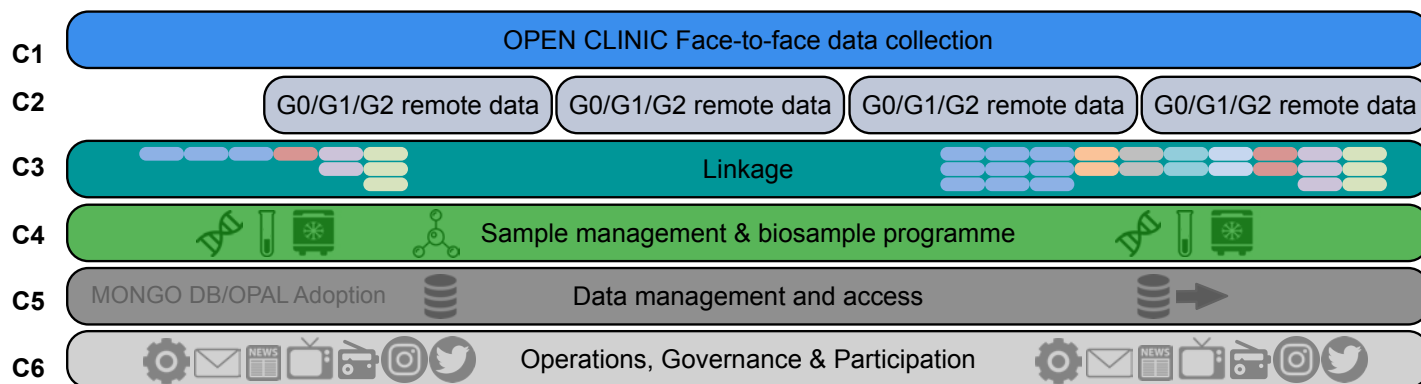 C1
OPEN CLINIC Face-to-face data collection
C2
G0/G1/G2 remote data
G0/G1/G2 remote data
G0/G1/G2 remote data
G0/G1/G2 remote data
C3
Linkage
C4
Sample management & biosample programme
C5
MONGO DB/OPAL Adoption
Data management and access
C6
NEWS
Operations, Governance & Participation
NEWS